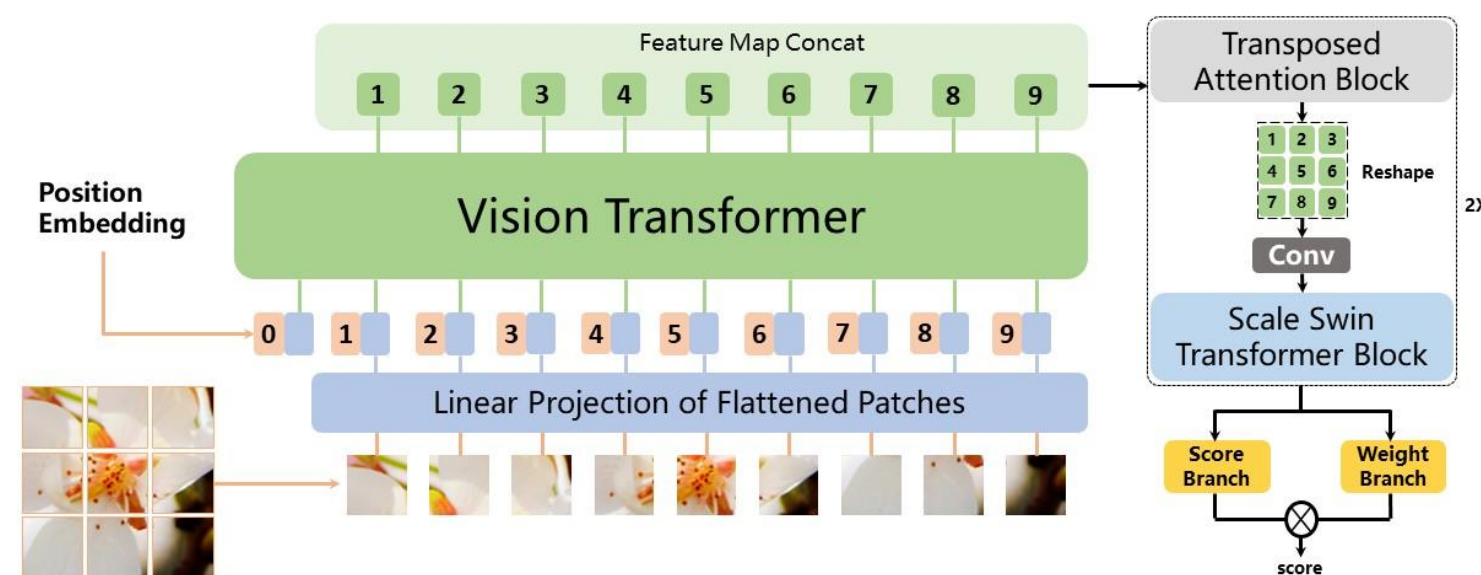 Feature Map Concat
1 2 3 4 5 6 7 8 9
Vision Transformer
Position
Embedding
0 1 2 3 4 5 6 7 8 9
Linear Projection of Flattened Patches
Transposed
Attention Block
1 2 3
4 5 6
7 8 9
Reshape
2X
Conv
Scale Swin
Transformer Block
Score
Branch
Weight
Branch
score